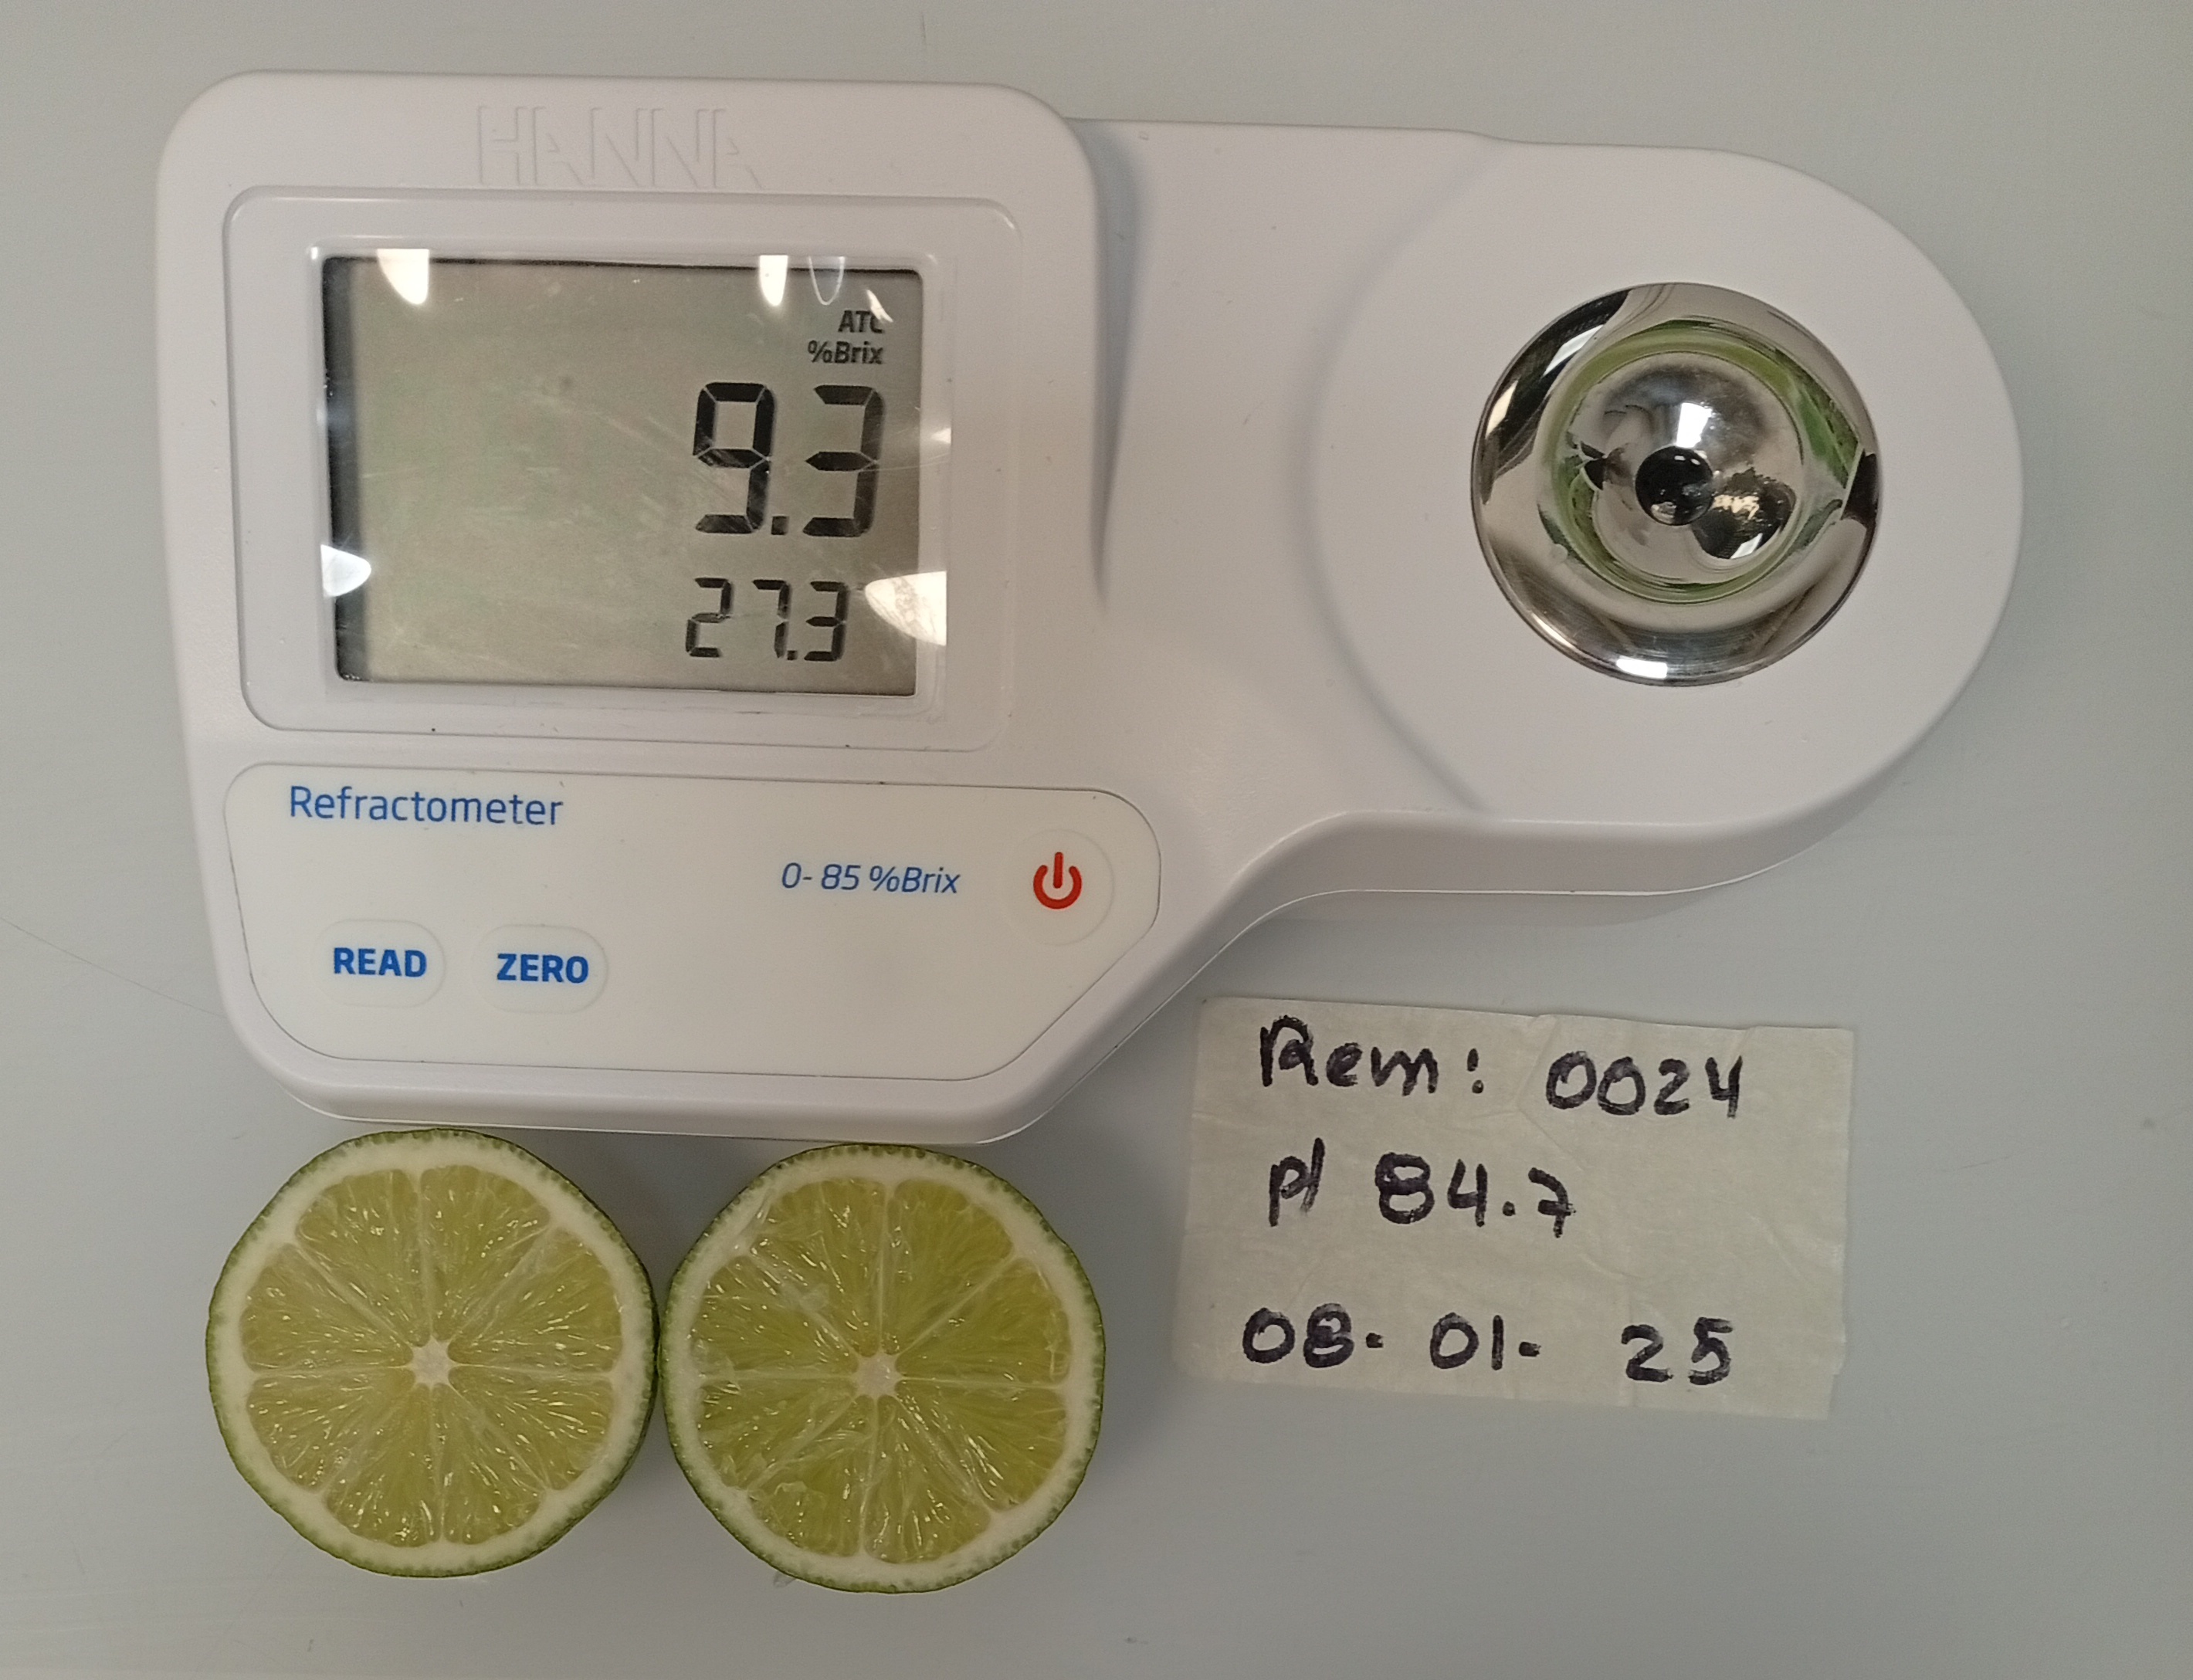 HANNA
ATC
%Brix
9.3
27.3
Refractometer
0-85 %Brix
READ ZERO
Rem: 0024
p/ 84.7
08-01-25